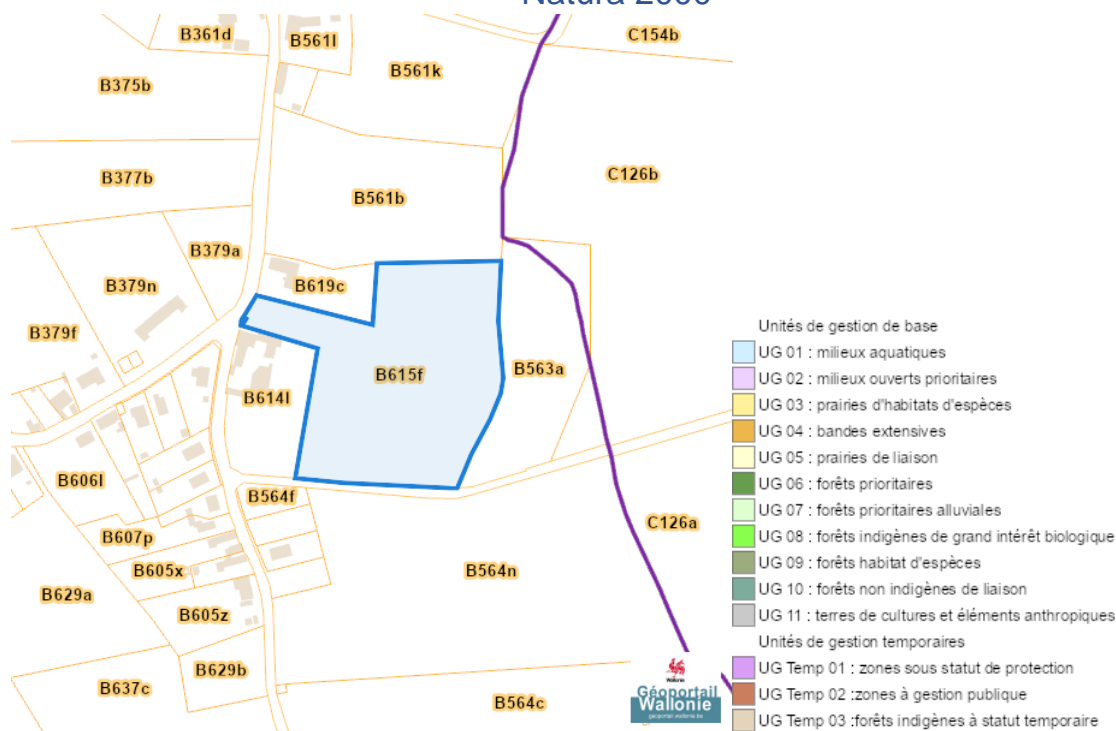 Natura 2000
B361d
B561l
C154b
B375b
B561k
B377b
C126b
B561b
B379a
B379n
B619c
B379f
B615f
B563a
B614l
B606l
B564f
C126a
B607p
B605x
B564n
B629a
B605z
B629b
B637c
B564c
Wallonie
Géoportail
Wallonie
geoportail.wallonie.be
Unités de gestion de base
UG 01 : milieux aquatiques
UG 02 : milieux ouverts prioritaires
UG 03 : prairies d'habitats d'espèces
UG 04 : bandes extensives
UG 05 : prairies de liaison
UG 06 : forêts prioritaires
UG 07 : forêts prioritaires alluviales
UG 08 : forêts indigènes de grand intérêt biologique
UG 09 : forêts habitat d'espèces
UG 10 : forêts non indigènes de liaison
UG 11 : terres de cultures et éléments anthropiques
Unités de gestion temporaires
UG Temp 01 : zones sous statut de protection
UG Temp 02 :zones à gestion publique
UG Temp 03 :forêts indigènes à statut temporaire